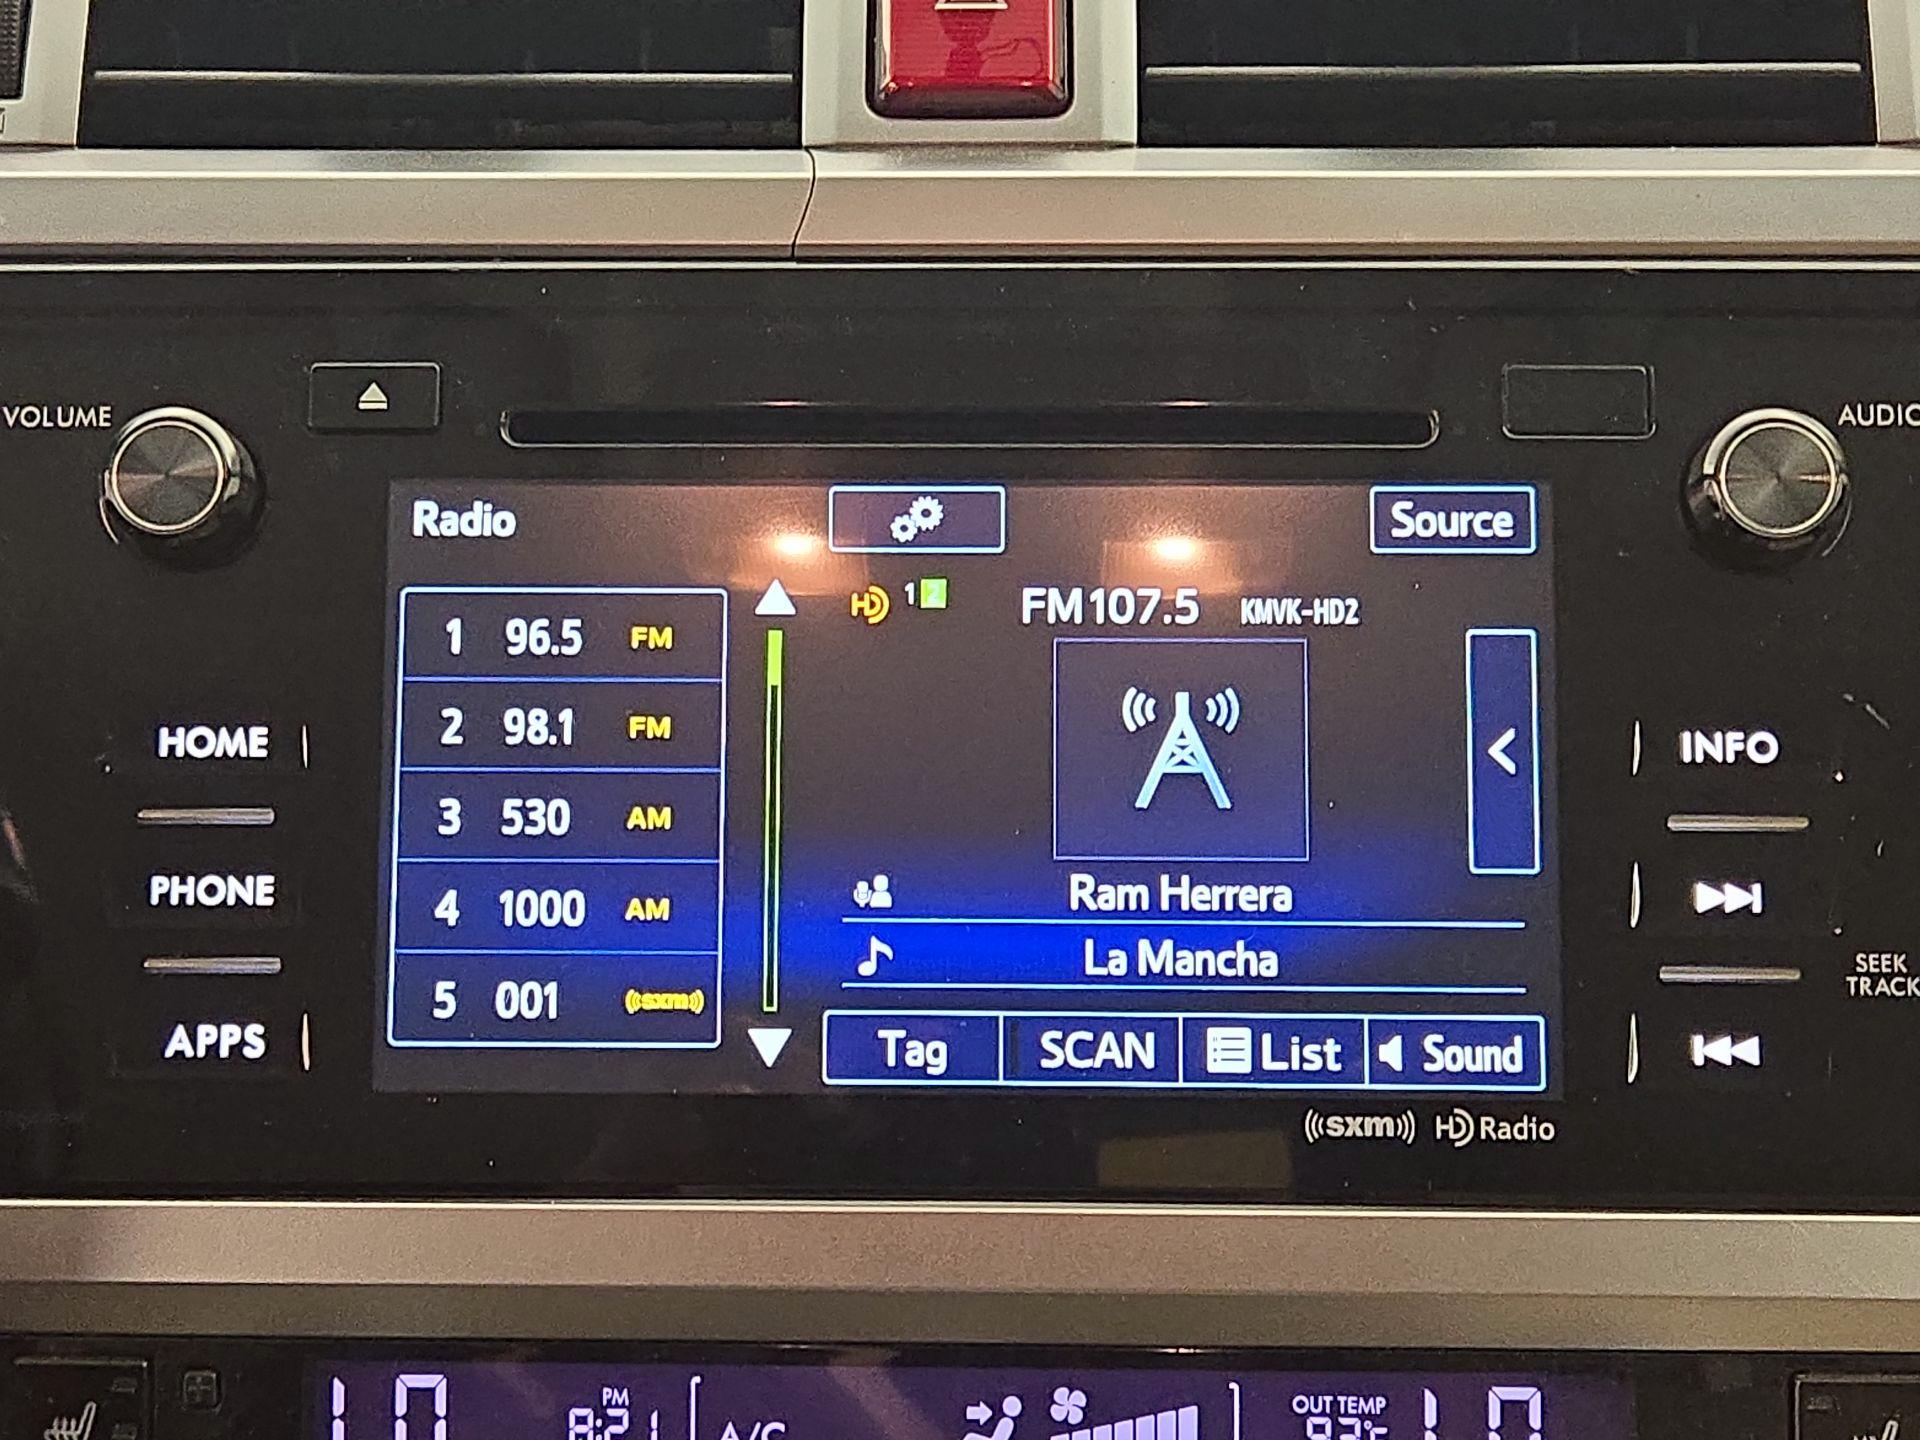 VOLUME
AUDIO
Radio
Source
HD 1 2
FM 107.5 KMVK-HD2
1 96.5 FM
2 98.1 FM
3 530 AM
4 1000 AM
5 001 ((sxm))
Ram Herrera
La Mancha
Tag SCAN List Sound
HOME
PHONE
APPS
INFO
SEEK
TRACK
((sxm)) HD Radio
PM
8:21
A/C
OUT TEMP